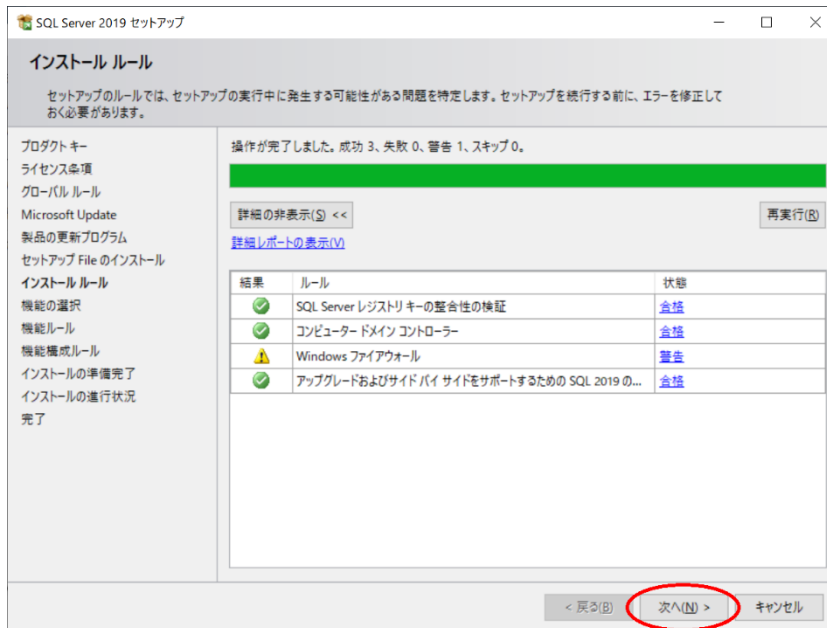 SQL Server 2019 セットアップ
インストール ルール
セットアップのルールでは、セットアップの実行中に発生する可能性がある問題を特定します。セットアップを続行する前に、エラーを修正して
おく必要があります。
プロダクト キー
ライセンス条項
グローバル ルール
Microsoft Update
製品の更新プログラム
セットアップ File のインストール
インストール ルール
機能の選択
機能ルール
機能構成ルール
インストールの準備完了
インストールの進行状況
完了
操作が完了しました。成功 3、失敗 0、警告 1、スキップ 0。
詳細の非表示(S) <<
再実行(R)
詳細レポートの表示(V)
結果 ルール 状態
SQL Server レジストリ キーの整合性の検証 合格
コンピューター ドメイン コントローラー 合格
Windows ファイアウォール 警告
アップグレードおよびサイド バイ サイドをサポートするための SQL 2019 の... 合格
< 戻る(B) 次へ(N) > キャンセル